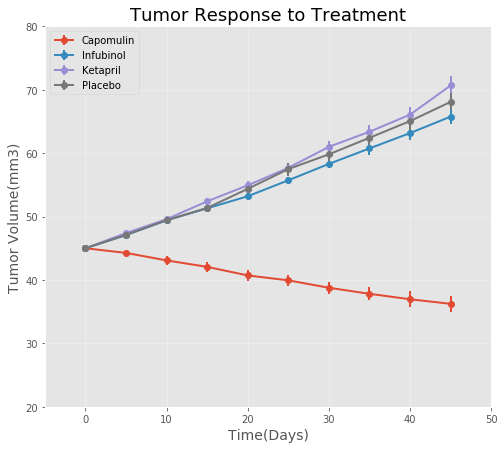 Tumor Response to Treatment
Capomulin
Infubinol
Ketapril
Placebo
80
70
60
50
40
30
20
Tumor Volume(mm3)
0
10
20
30
40
50
Time(Days)